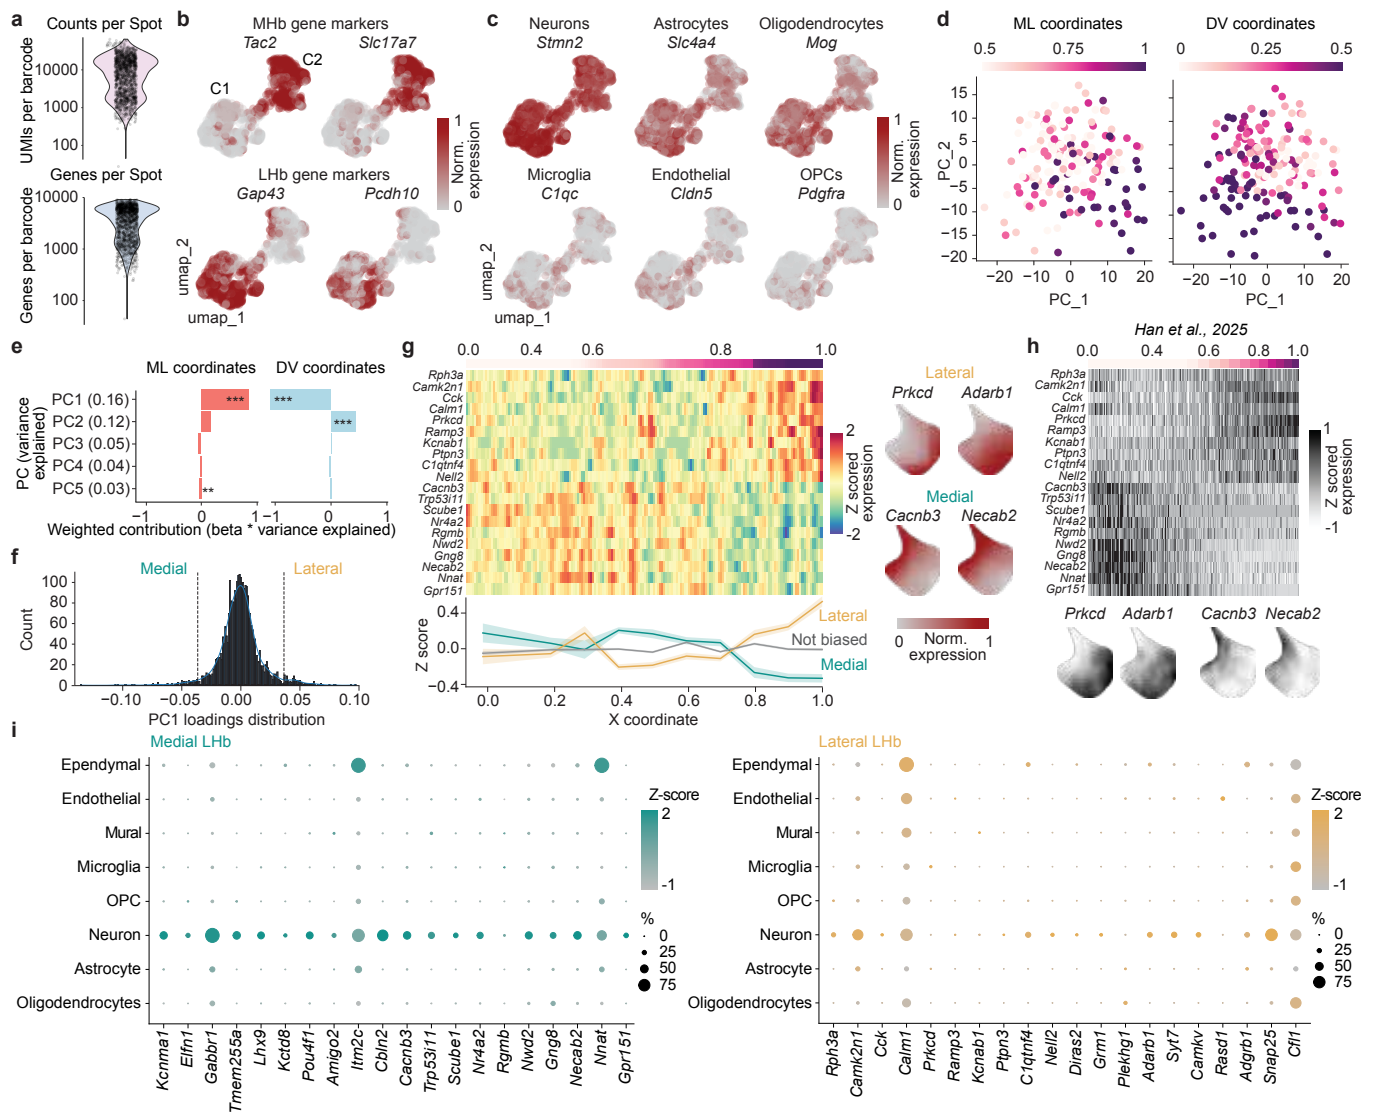 a
Counts per Spot
UMIs per barcode
10000
1000
100
Genes per Spot
Genes per barcode
10000
1000
100
b
MHb gene markers
Tac2
Slc17a7
C1
C2
LHb gene markers
Gap43
Pcdh10
1
Norm.
expression
0
umap_2
umap_1
c
Neurons
Astrocytes
Oligodendrocytes
Stmn2
Slc4a4
Mog
Microglia
Endothelial
OPCs
C1qc
Cldn5
Pdgfra
1
Norm.
expression
0
umap_2
umap_1
d
ML coordinates
DV coordinates
0.5
0.75
1
0
0.25
0.5
PC_2
15
10
5
0
−5
−10
−15
−20
−20
−10
0
10
20
PC_1
−20
−10
0
10
20
PC_1
e
ML coordinates
DV coordinates
PC (variance
explained)
PC1 (0.16)
PC2 (0.12)
PC3 (0.05)
PC4 (0.04)
PC5 (0.03)
***
**
***
***
−1
0
1
−1
0
1
Weighted contribution (beta * variance explained)
f
Medial
Lateral
Count
100
80
60
40
20
0
−0.10
−0.05
0.00
0.05
0.10
PC1 loadings distribution
g
0.0
0.4
0.6
0.8
1.0
Rph3a
Camk2n1
Cck
Calm1
Prkcd
Ramp3
Kcnab1
Ptpn3
C1qtnf4
Nell2
Cacnb3
Trp53i11
Scube1
Nr4a2
Rgmb
Nwd2
Gng8
Necab2
Nnat
Gpr151
2
Z scored
expression
-2
Z score
0.4
0.0
−0.4
Lateral
Not biased
Medial
0.0
0.2
0.4
0.6
0.8
1.0
X coordinate
Lateral
Prkcd
Adarb1
Medial
Cacnb3
Necab2
0
1
Norm.
expression
Han et al., 2025
h
0.0
0.4
0.6
0.8
1.0
Rph3a
Camk2n1
Cck
Calm1
Prkcd
Ramp3
Kcnab1
Ptpn3
C1qtnf4
Nell2
Cacnb3
Trp53i11
Scube1
Nr4a2
Rgmb
Nwd2
Gng8
Necab2
Nnat
Gpr151
1
Z scored
expression
-1
Prkcd
Adarb1
Cacnb3
Necab2
i
Medial LHb
Ependymal
Endothelial
Mural
Microglia
OPC
Neuron
Astrocyte
Oligodendrocytes
Kcnma1
Elfn1
Gabbr1
Tmem255a
Lhx9
Kctd8
Pou4f1
Amigo2
Itm2c
Cbln2
Cacnb3
Trp53i11
Scube1
Nr4a2
Rgmb
Nwd2
Gng8
Necab2
Nnat
Gpr151
Z-score
2
-1
%
0
25
50
75
Lateral LHb
Ependymal
Endothelial
Mural
Microglia
OPC
Neuron
Astrocyte
Oligodendrocytes
Rph3a
Camk2n1
Cck
Calm1
Prkcd
Ramp3
Kcnab1
Ptpn3
C1qtnf4
Nell2
Diras2
Grm1
Plekhg1
Adarb1
Syt7
Camkv
Rasd1
Adgrb1
Snap25
Cfl1
Z-score
2
-1
%
0
25
50
75